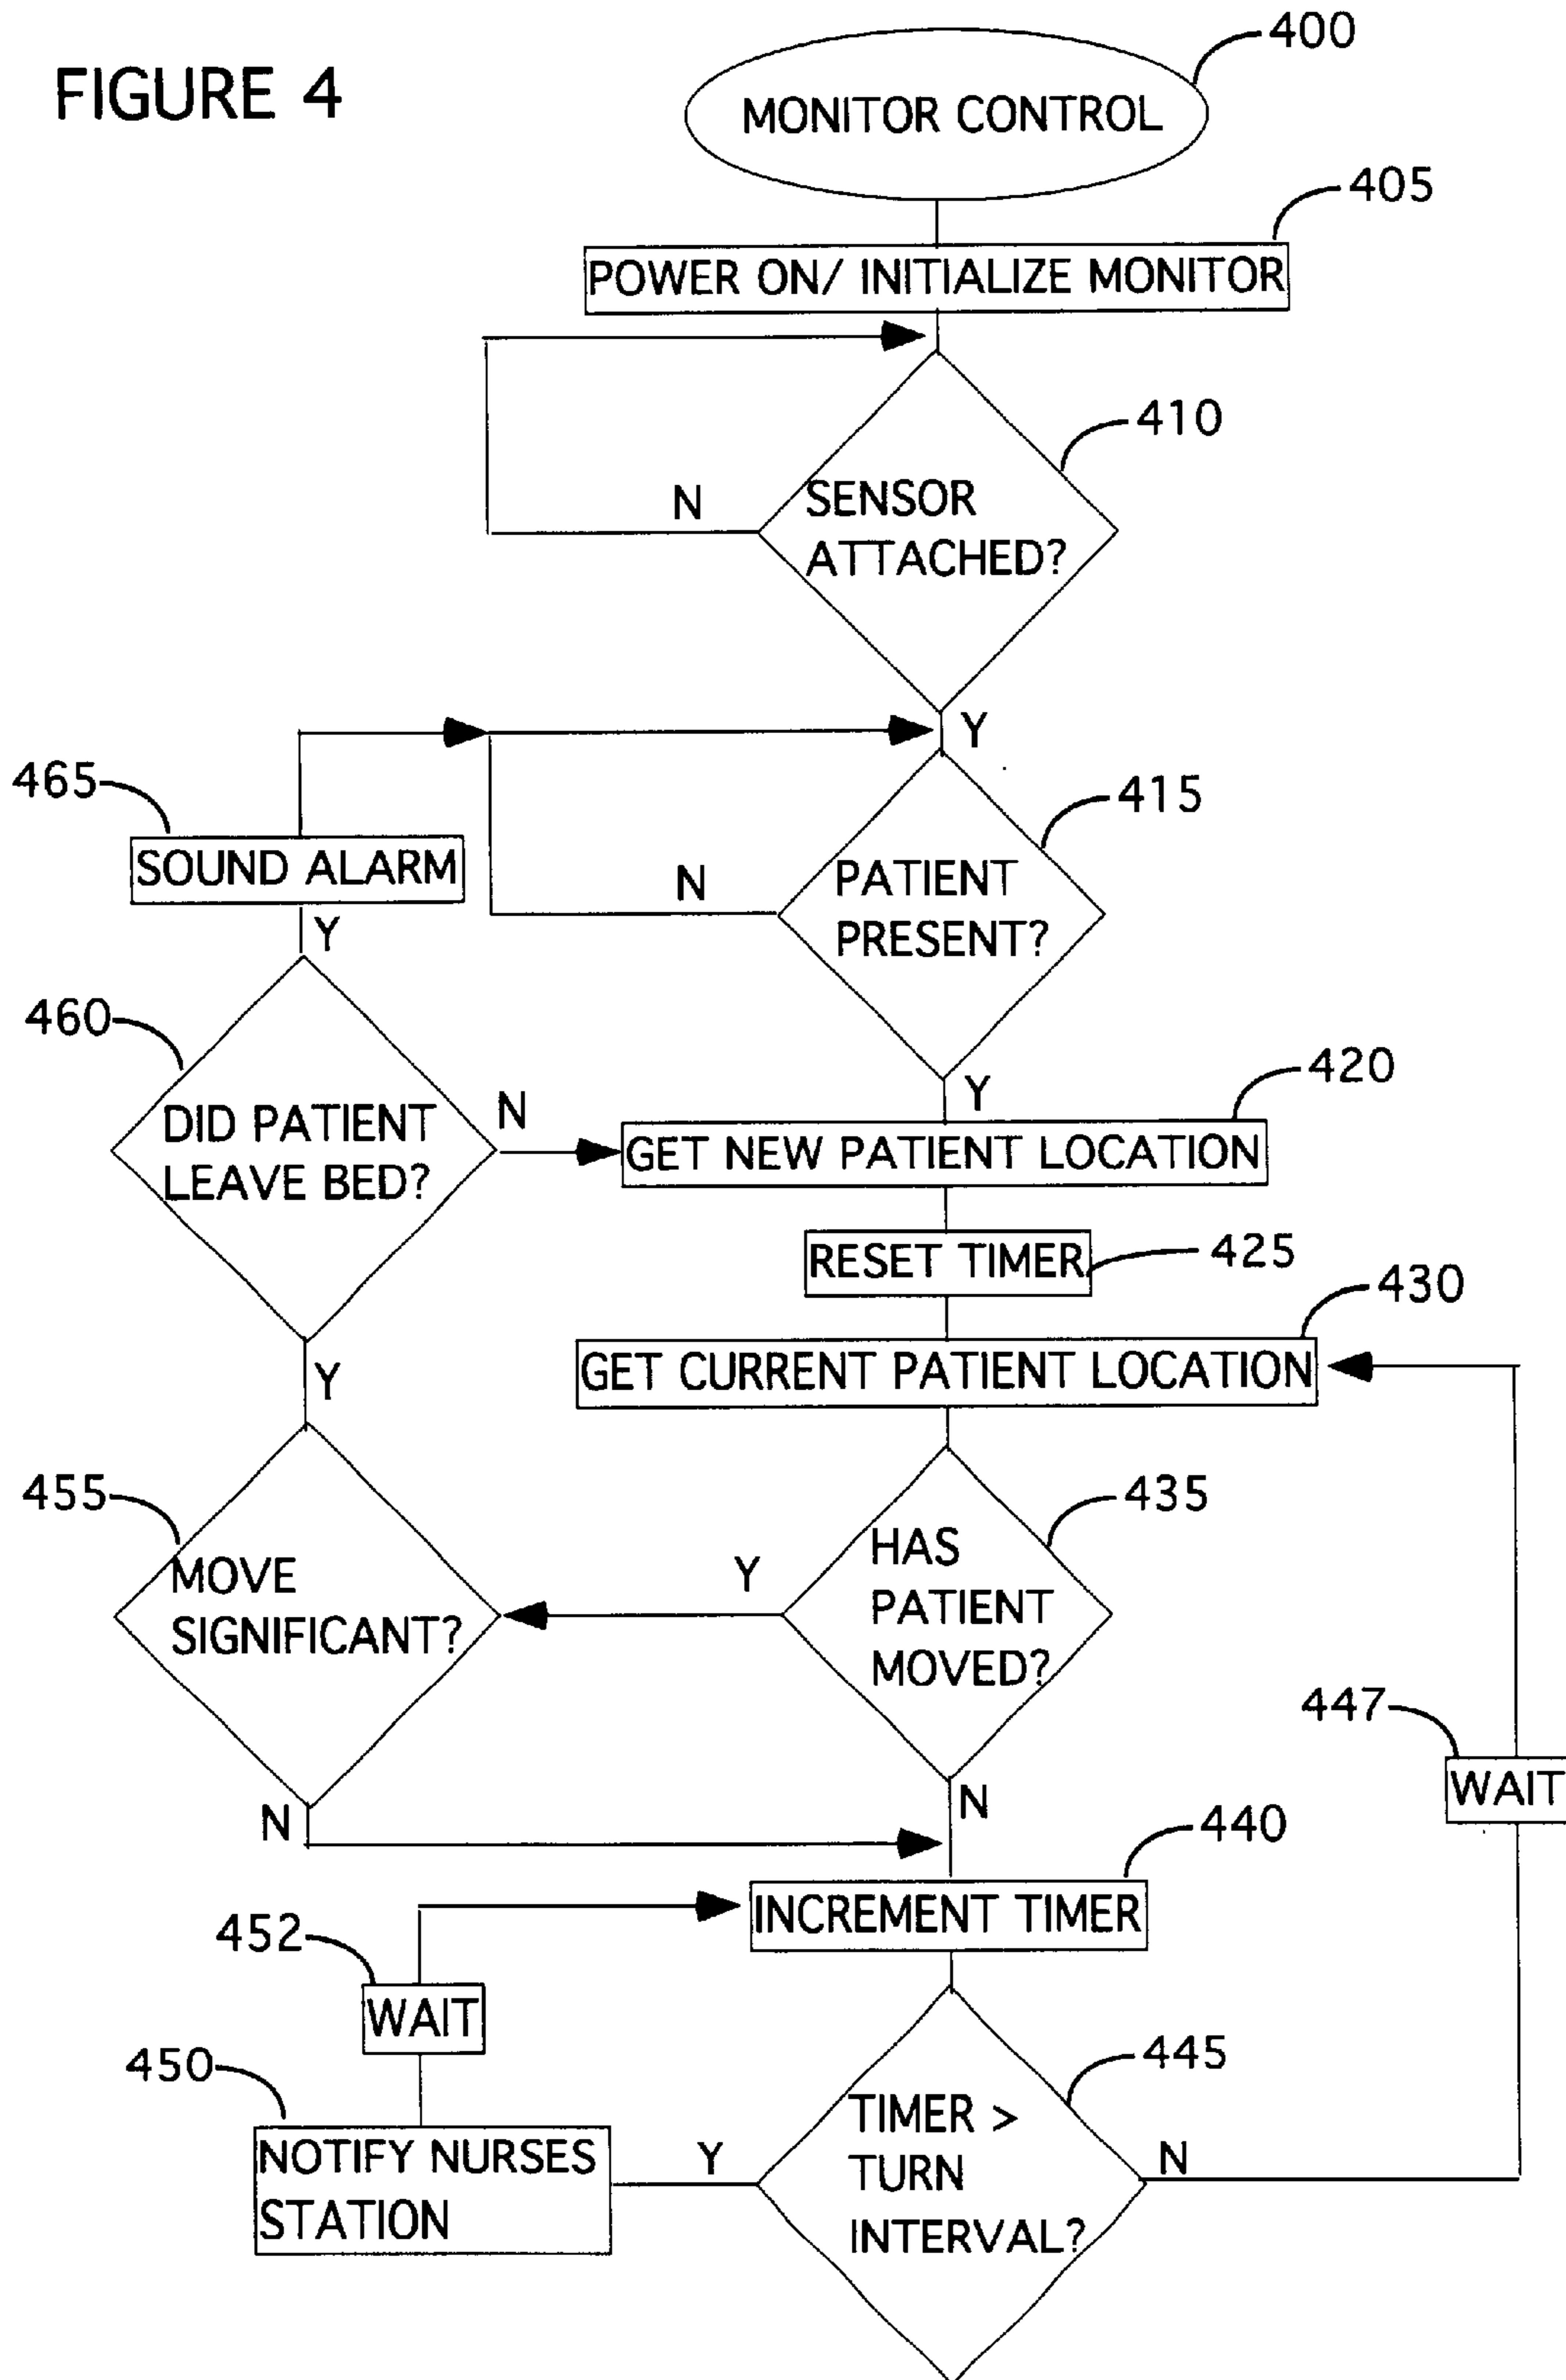 FIGURE 4
400
MONITOR CONTROL
405
POWER ON/ INITIALIZE MONITOR
410
N
SENSOR
ATTACHED?
Y
465
SOUND ALARM
415
N
PATIENT
PRESENT?
Y
460
Y
420
DID PATIENT
LEAVE BED?
N
GET NEW PATIENT LOCATION
RESET TIMER
425
430
Y
GET CURRENT PATIENT LOCATION
455
435
MOVE
SIGNIFICANT?
Y
HAS
PATIENT
MOVED?
447
WAIT
N
N
440
INCREMENT TIMER
452
WAIT
450
445
NOTIFY NURSES
STATION
Y
TIMER >
TURN
INTERVAL?
N